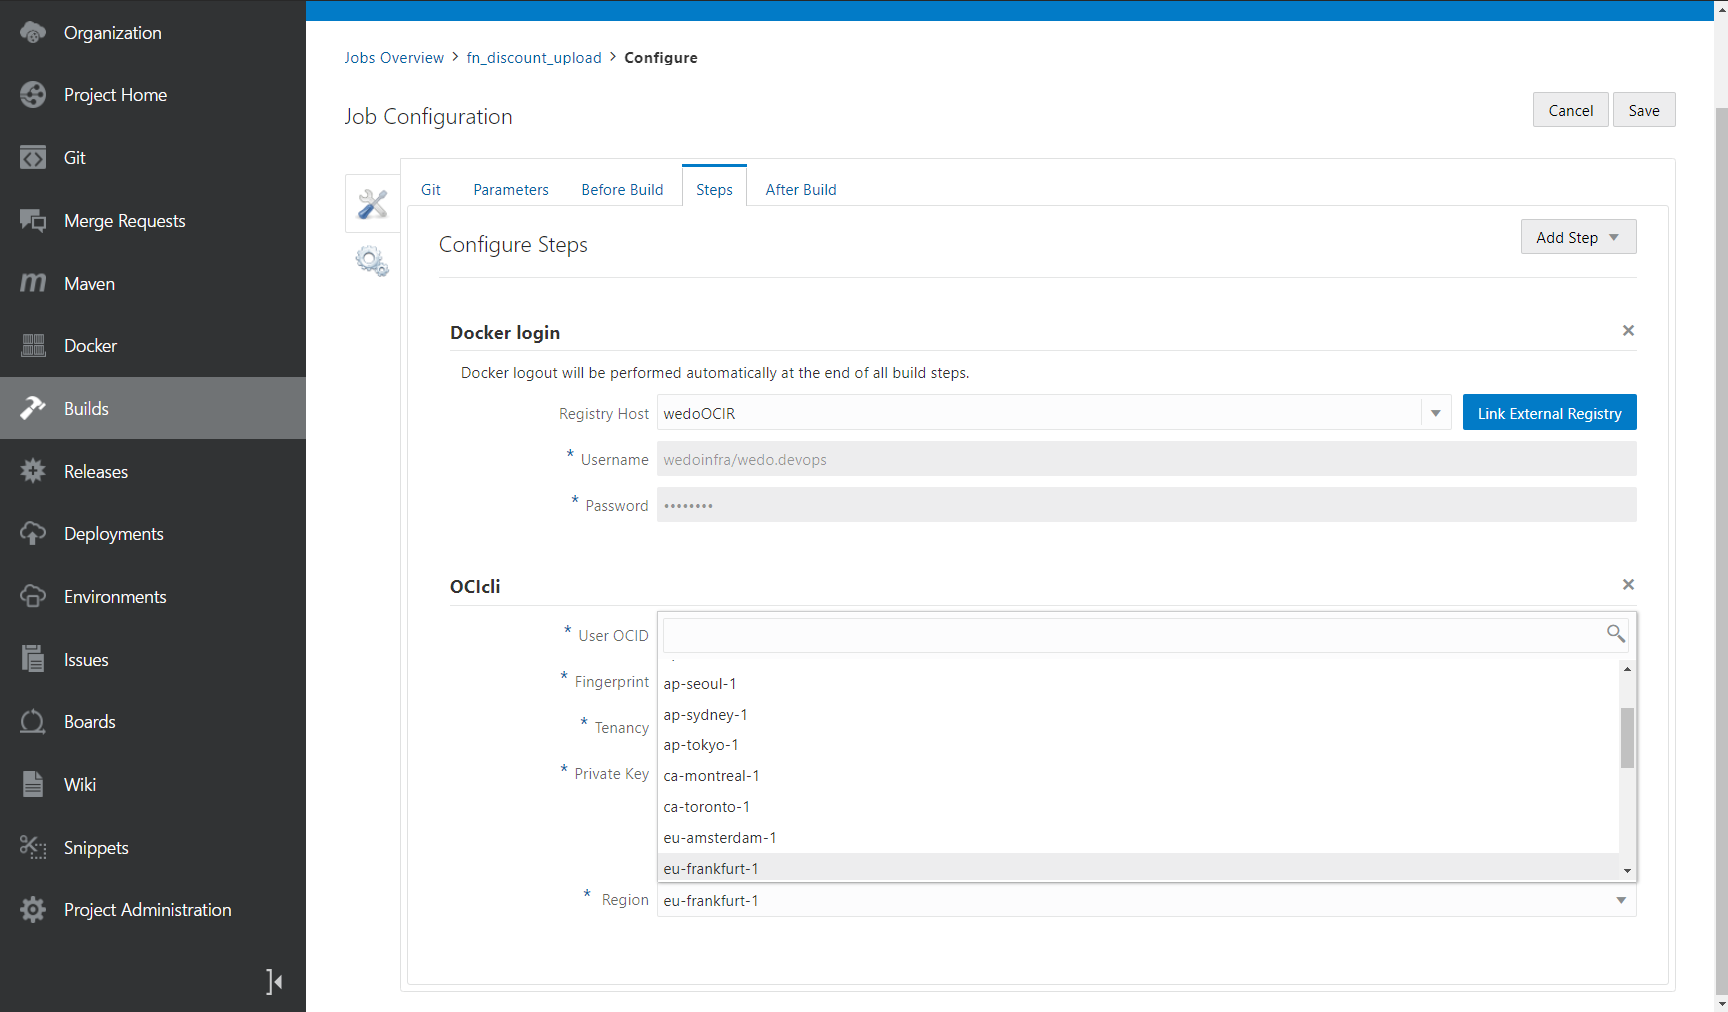 Organization
Project Home
Git
Merge Requests
Maven
Docker
Builds
Releases
Deployments
Environments
Issues
Boards
Wiki
Snippets
Project Administration
Jobs Overview > fn_discount_upload > Configure
Job Configuration
Cancel
Save
Git
Parameters
Before Build
Steps
After Build
Configure Steps
Add Step
Docker login
Docker logout will be performed automatically at the end of all build steps.
Registry Host
wedoOCIR
Link External Registry
* Username
wedoinfra/wedo.devops
* Password
••••••••
OCIcli
* User OCID
* Fingerprint
* Tenancy
* Private Key
ap-seoul-1
ap-sydney-1
ap-tokyo-1
ca-montreal-1
ca-toronto-1
eu-amsterdam-1
eu-frankfurt-1
* Region
eu-frankfurt-1